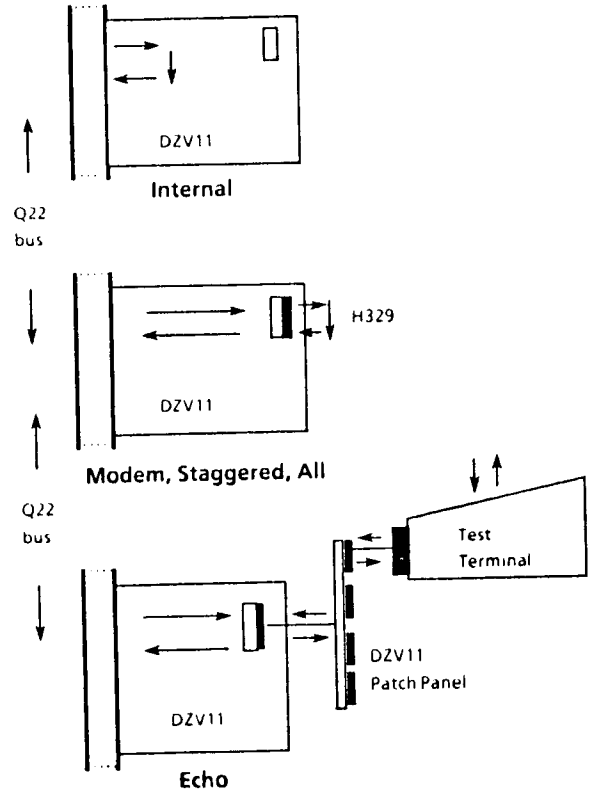 DZV11
Internal
Q22
bus
H329
DZV11
Modem, Staggered, All
Q22
bus
Test
Terminal
DZV11
Patch Panel
DZV11
Echo